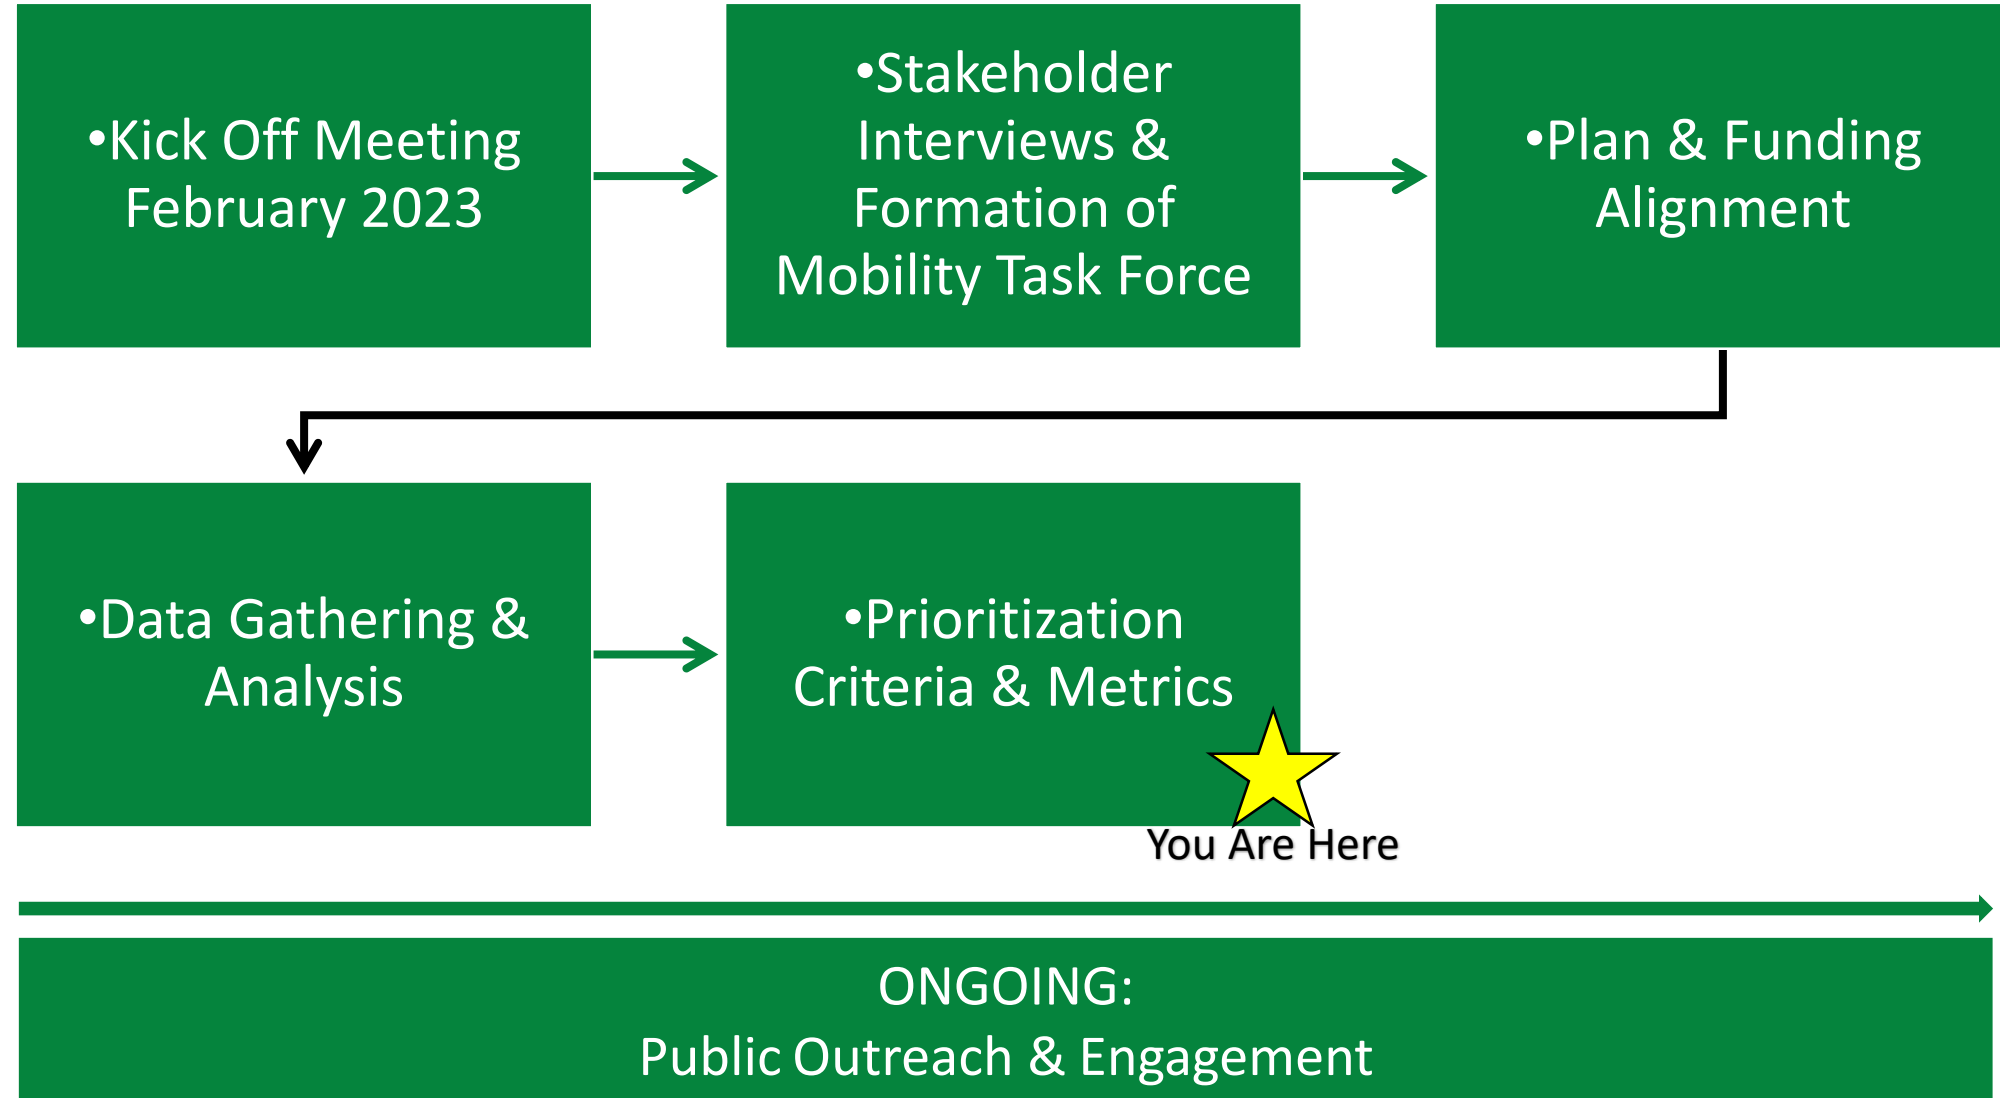 •Kick Off Meeting
February 2023
•Stakeholder
Interviews &
Formation of
Mobility Task Force
•Plan & Funding
Alignment
•Data Gathering &
Analysis
•Prioritization
Criteria & Metrics
You Are Here
ONGOING:
Public Outreach & Engagement